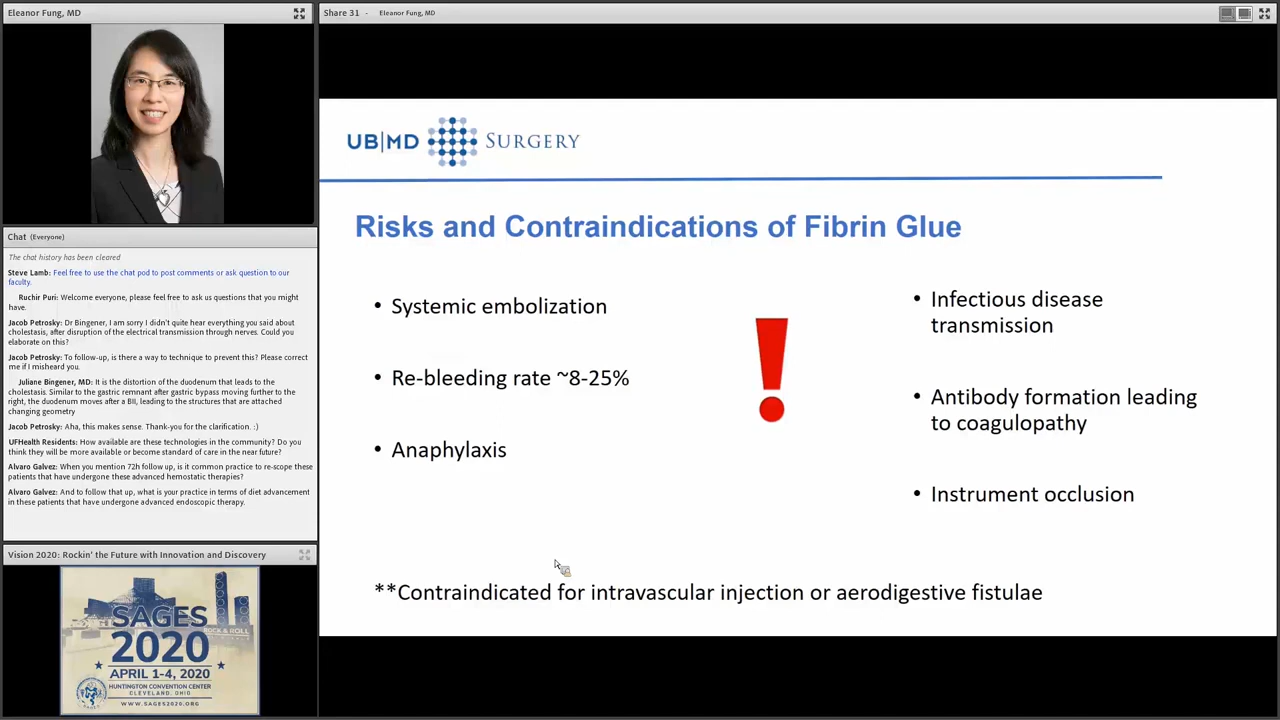 Eleanor Fung, MD
Share 31 - Eleanor Fung, MD
Chat (Everyone)
The chat history has been cleared
Steve Lamb: Feel free to use the chat pod to post comments or ask question to our
faculty.
Ruchir Puri: Welcome everyone, please feel free to ask us questions that you might
have.
Jacob Petrosky: Dr Bingener, I am sorry I didn't quite hear everything you said about
cholestasis, after disruption of the electrical transmission through nerves. Could you
elaborate on this?
Jacob Petrosky: To follow-up, is there a way to technique to prevent this? Please correct
me if I misheard you.
Juliane Bingener, MD: It is the distortion of the duodenum that leads to the
cholestasis. Similar to the gastric remnant after gastric bypass moving further to the
right, the duodenum moves after a BII, leading to the structures that are attached
changing geometry
Jacob Petrosky: Aha, this makes sense. Thank-you for the clarification. :)
UFHealth Residents: How available are these technologies in the community? Do you
think they will be more available or become standard of care in the near future?
Alvaro Galvez: When you mention 72h follow up, is it common practice to re-scope these
patients that have undergone these advanced hemostatic therapies?
Alvaro Galvez: And to follow that up, what is your practice in terms of diet advancement
in these patients that have undergone advanced endoscopic therapy.
Vision 2020: Rockin' the Future with Innovation and Discovery
SAGES
ROCK & ROLL
2020
APRIL 1-4, 2020
HUNTINGTON CONVENTION CENTER
CLEVELAND, OHIO
WWW.SAGES2020.ORG
UB|MD SURGERY
Risks and Contraindications of Fibrin Glue
• Systemic embolization
• Re-bleeding rate ~8-25%
• Anaphylaxis
!
• Infectious disease
transmission
• Antibody formation leading
to coagulopathy
• Instrument occlusion
**Contraindicated for intravascular injection or aerodigestive fistulae